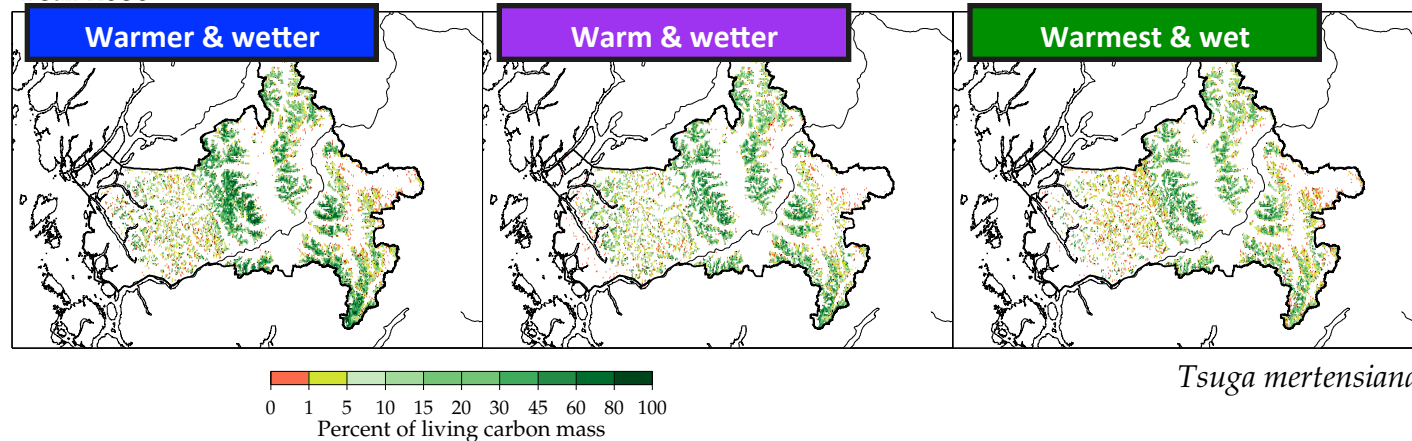 Warmer & wetter
Warm & wetter
Warmest & wet
Tsuga mertensiana
0 1 5 10 15 20 30 45 60 80 100
Percent of living carbon mass